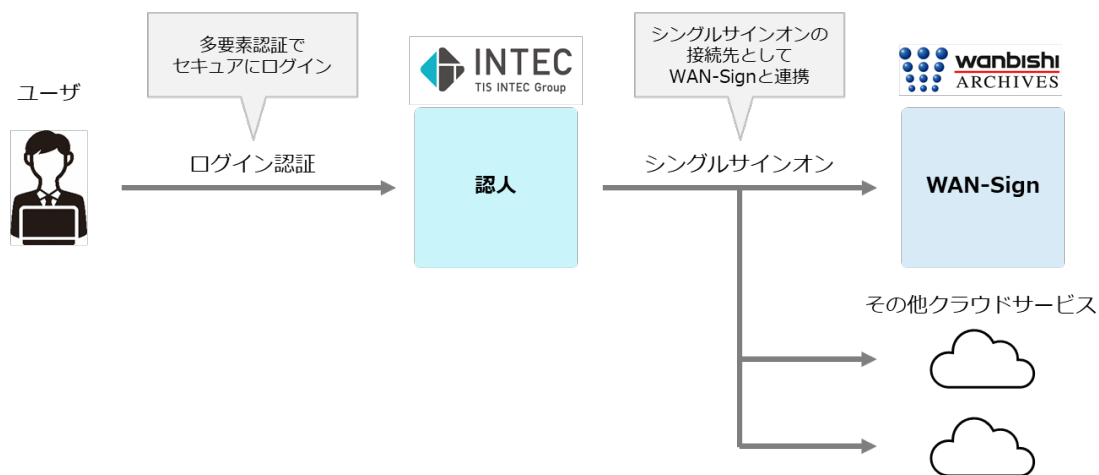 多要素認証で
セキュアにログイン
シングルサインオンの
接続先として
WAN-Signと連携
INTEC
TIS INTEC Group
wanbishi
ARCHIVES
ユーザ
ログイン認証
認人
シングルサインオン
WAN-Sign
その他クラウドサービス